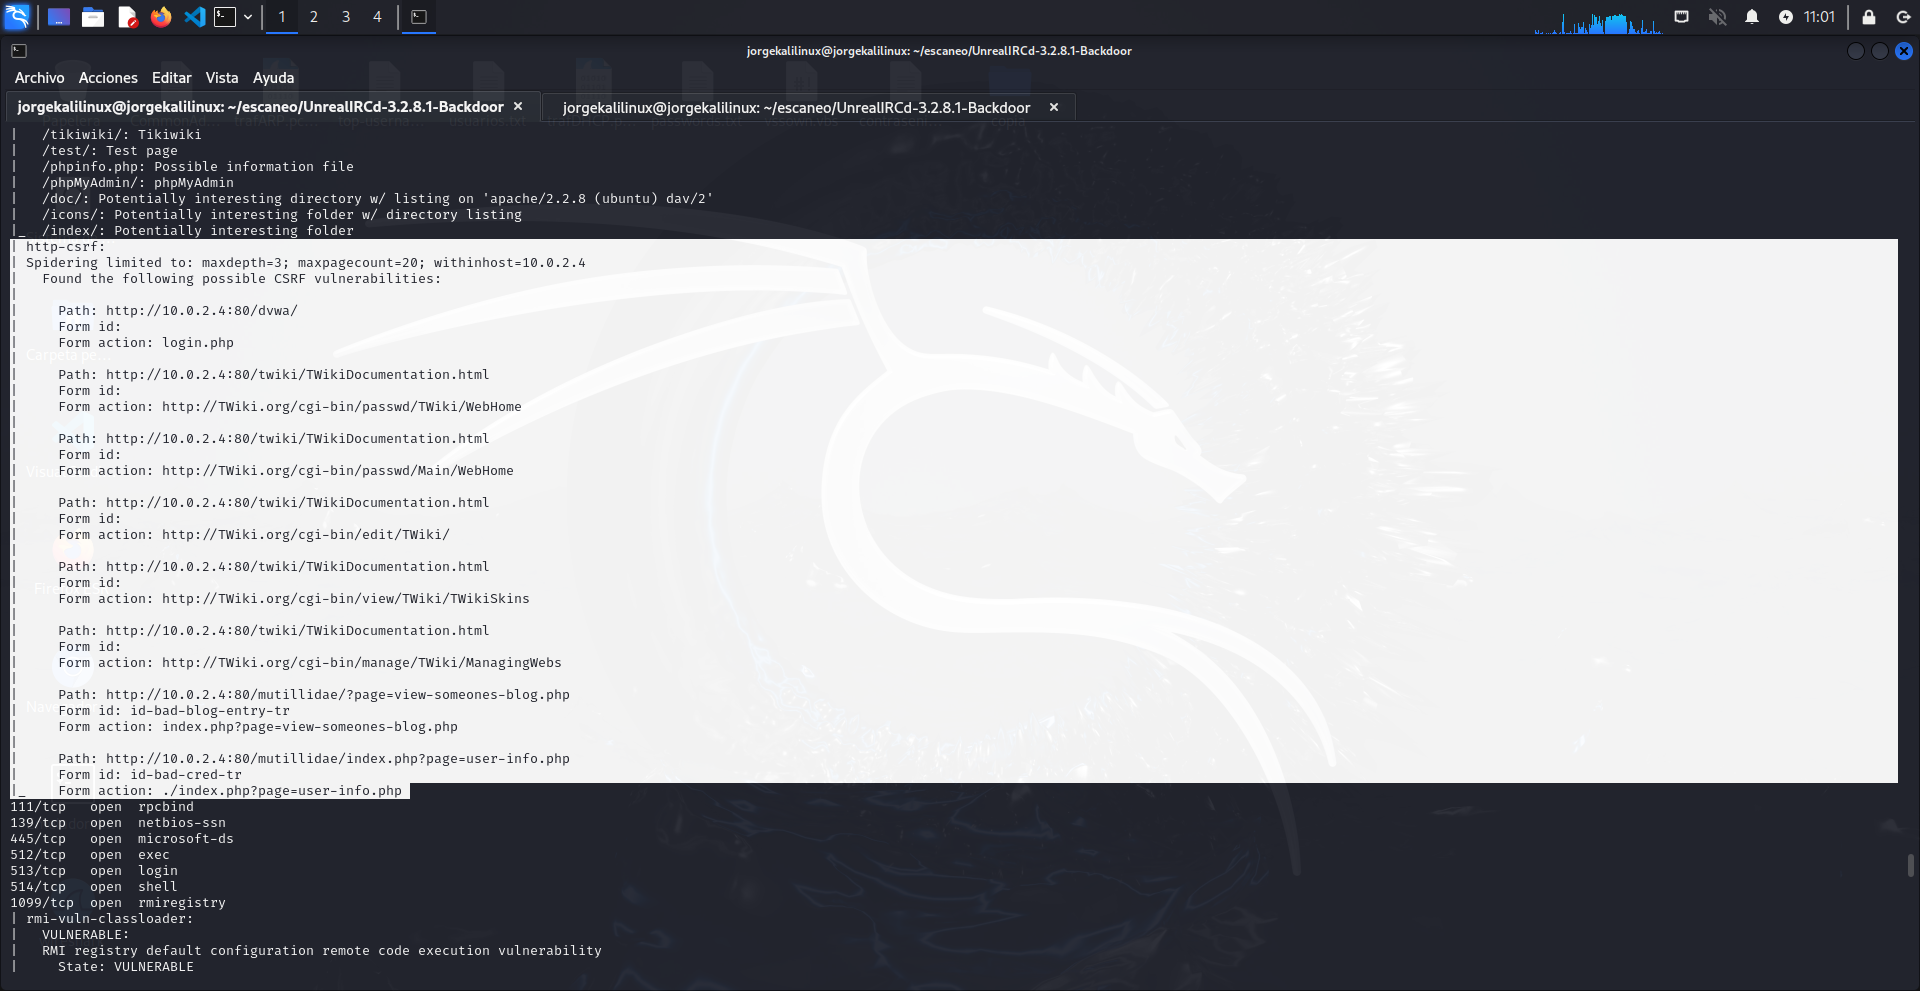 1 2 3 4
11:01
jorgekalilinux@jorgekalilinux: ~/escaneo/UnrealIRCd-3.2.8.1-Backdoor
Archivo Acciones Editar Vista Ayuda
jorgekalilinux@jorgekalilinux: ~/escaneo/UnrealIRCd-3.2.8.1-Backdoor × jorgekalilinux@jorgekalilinux: ~/escaneo/UnrealIRCd-3.2.8.1-Backdoor ×
|   /tikiwiki/: Tikiwiki
|   /test/: Test page
|   /phpinfo.php: Possible information file
|   /phpMyAdmin/: phpMyAdmin
|   /doc/: Potentially interesting directory w/ listing on 'apache/2.2.8 (ubuntu) dav/2'
|   /icons/: Potentially interesting folder w/ directory listing
|_  /index/: Potentially interesting folder
| http-csrf:
| Spidering limited to: maxdepth=3; maxpagecount=20; withinhost=10.0.2.4
|   Found the following possible CSRF vulnerabilities:
|
|     Path: http://10.0.2.4:80/dvwa/
|     Form id:
|     Form action: login.php
|
|     Path: http://10.0.2.4:80/twiki/TWikiDocumentation.html
|     Form id:
|     Form action: http://TWiki.org/cgi-bin/passwd/TWiki/WebHome
|
|     Path: http://10.0.2.4:80/twiki/TWikiDocumentation.html
|     Form id:
|     Form action: http://TWiki.org/cgi-bin/passwd/Main/WebHome
|
|     Path: http://10.0.2.4:80/twiki/TWikiDocumentation.html
|     Form id:
|     Form action: http://TWiki.org/cgi-bin/edit/TWiki/
|
|     Path: http://10.0.2.4:80/twiki/TWikiDocumentation.html
|     Form id:
|     Form action: http://TWiki.org/cgi-bin/view/TWiki/TWikiSkins
|
|     Path: http://10.0.2.4:80/twiki/TWikiDocumentation.html
|     Form id:
|     Form action: http://TWiki.org/cgi-bin/manage/TWiki/ManagingWebs
|
|     Path: http://10.0.2.4:80/mutillidae/?page=view-someones-blog.php
|     Form id: id-bad-blog-entry-tr
|     Form action: index.php?page=view-someones-blog.php
|
|     Path: http://10.0.2.4:80/mutillidae/index.php?page=user-info.php
|     Form id: id-bad-cred-tr
|_    Form action: ./index.php?page=user-info.php
111/tcp   open  rpcbind
139/tcp   open  netbios-ssn
445/tcp   open  microsoft-ds
512/tcp   open  exec
513/tcp   open  login
514/tcp   open  shell
1099/tcp  open  rmiregistry
| rmi-vuln-classloader:
|   VULNERABLE:
|   RMI registry default configuration remote code execution vulnerability
|     State: VULNERABLE